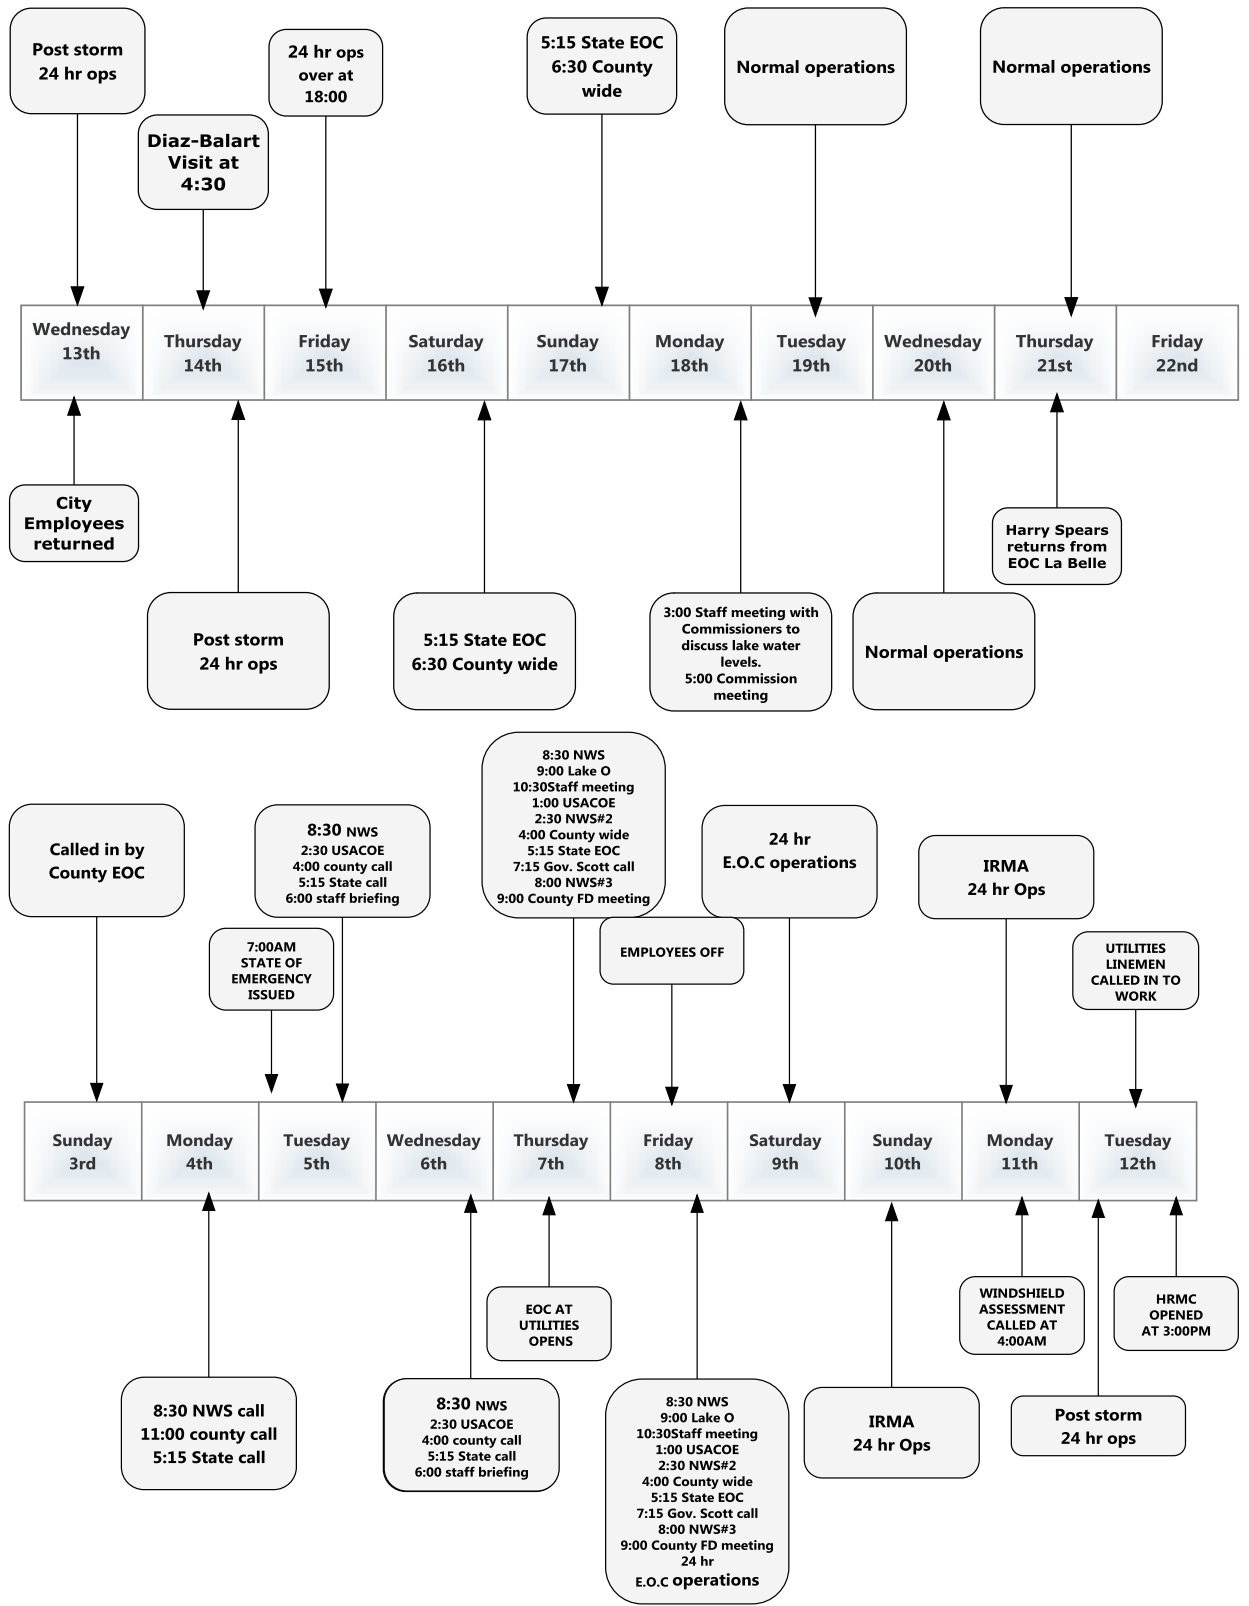 Post storm
24 hr ops
Diaz-Balart
Visit at
4:30
24 hr ops
over at
18:00
5:15 State EOC
6:30 County
wide
Normal operations
Normal operations
Wednesday
13th
Thursday
14th
Friday
15th
Saturday
16th
Sunday
17th
Monday
18th
Tuesday
19th
Wednesday
20th
Thursday
21st
Friday
22nd
City
Employees
returned
Post storm
24 hr ops
5:15 State EOC
6:30 County wide
3:00 Staff meeting with
Commissioners to
discuss lake water
levels.
5:00 Commission
meeting
Normal operations
Harry Spears
returns from
EOC La Belle
Called in by
County EOC
7:00AM
STATE OF
EMERGENCY
ISSUED
8:30 NWS
2:30 USACOE
4:00 county call
5:15 State call
6:00 staff briefing
8:30 NWS
9:00 Lake O
10:30Staff meeting
1:00 USACOE
2:30 NWS#2
4:00 County wide
5:15 State EOC
7:15 Gov. Scott call
8:00 NWS#3
9:00 County FD meeting
EMPLOYEES OFF
24 hr
E.O.C operations
IRMA
24 hr Ops
UTILITIES
LINEMEN
CALLED IN TO
WORK
Sunday
3rd
Monday
4th
Tuesday
5th
Wednesday
6th
Thursday
7th
Friday
8th
Saturday
9th
Sunday
10th
Monday
11th
Tuesday
12th
8:30 NWS call
11:00 county call
5:15 State call
8:30 NWS
2:30 USACOE
4:00 county call
5:15 State call
6:00 staff briefing
EOC AT
UTILITIES
OPENS
8:30 NWS
9:00 Lake O
10:30Staff meeting
1:00 USACOE
2:30 NWS#2
4:00 County wide
5:15 State EOC
7:15 Gov. Scott call
8:00 NWS#3
9:00 County FD meeting
24 hr
E.O.C operations
IRMA
24 hr Ops
WINDSHIELD
ASSESSMENT
CALLED AT
4:00AM
Post storm
24 hr ops
HRMC
OPENED
AT 3:00PM